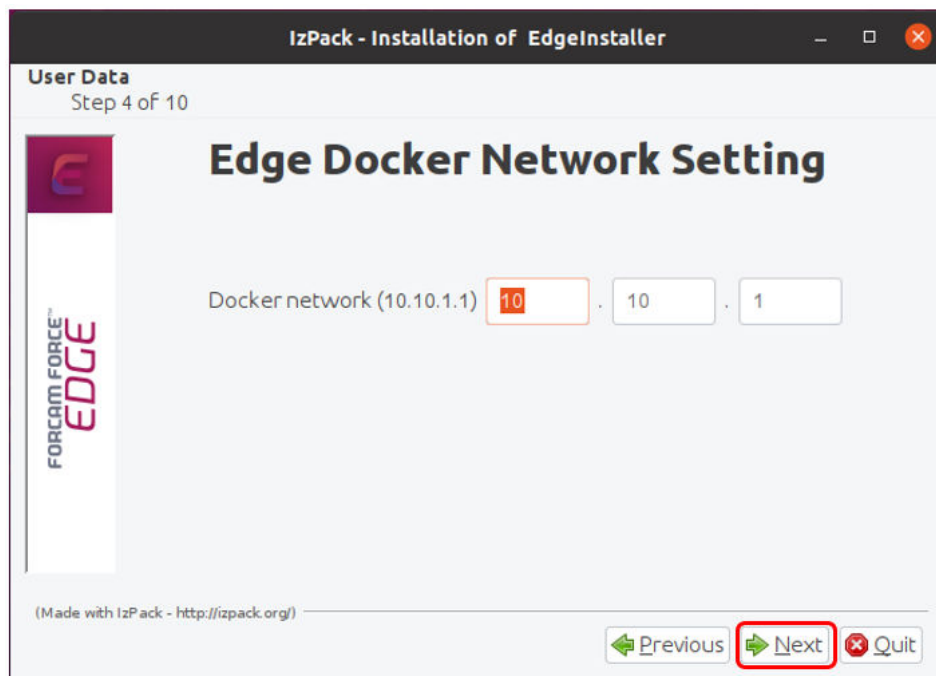 IzPack - Installation of EdgeInstaller
User Data
Step 4 of 10
Edge Docker Network Setting
Docker network (10.10.1.1) 10 . 10 . 1
FORCAM FORCE™
EDGE
(Made with IzPack - http://izpack.org/)
Previous Next Quit